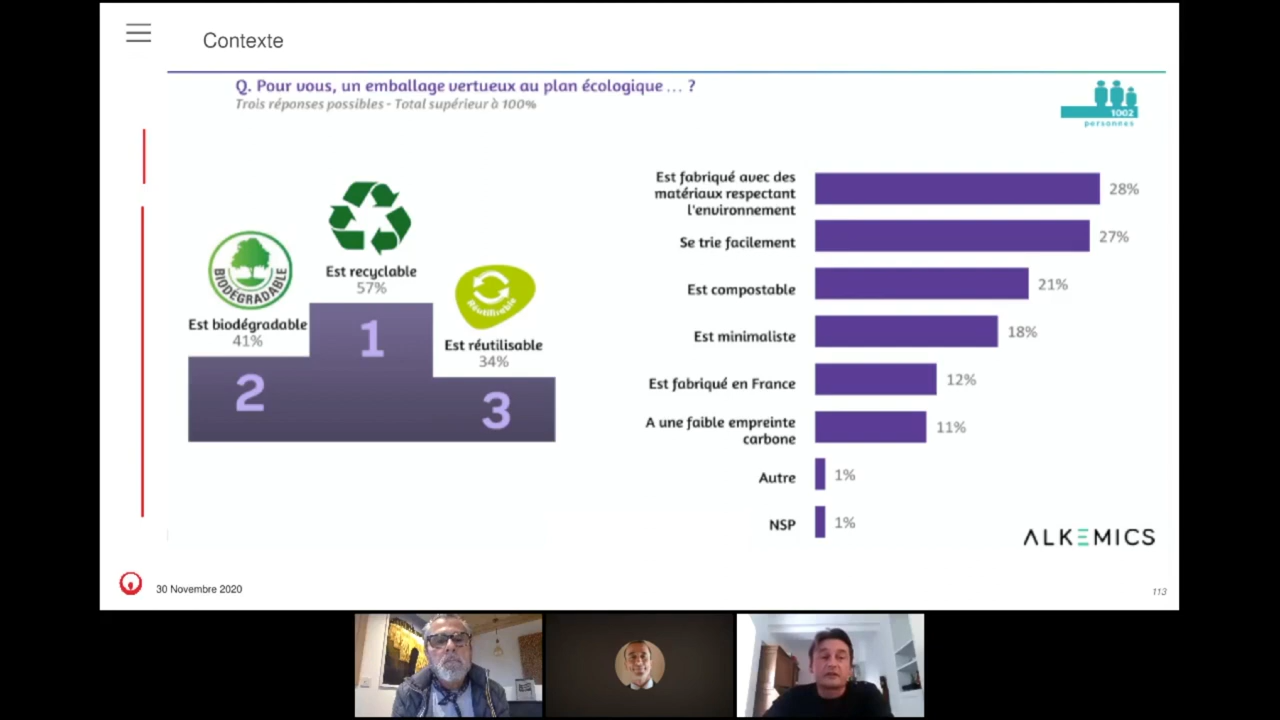 Contexte
Q. Pour vous, un emballage vertueux au plan écologique ... ?
Trois réponses possibles - Total supérieur à 100%
1002
personnes
BIODÉGRADABLE
Est biodégradable
41%
2
Est recyclable
57%
1
Réutilisable
Est réutilisable
34%
3
Est fabriqué avec des
matériaux respectant
l'environnement
28%
Se trie facilement
27%
Est compostable
21%
Est minimaliste
18%
Est fabriqué en France
12%
A une faible empreinte
carbone
11%
Autre
1%
NSP
1%
ALKEMICS
30 Novembre 2020
113